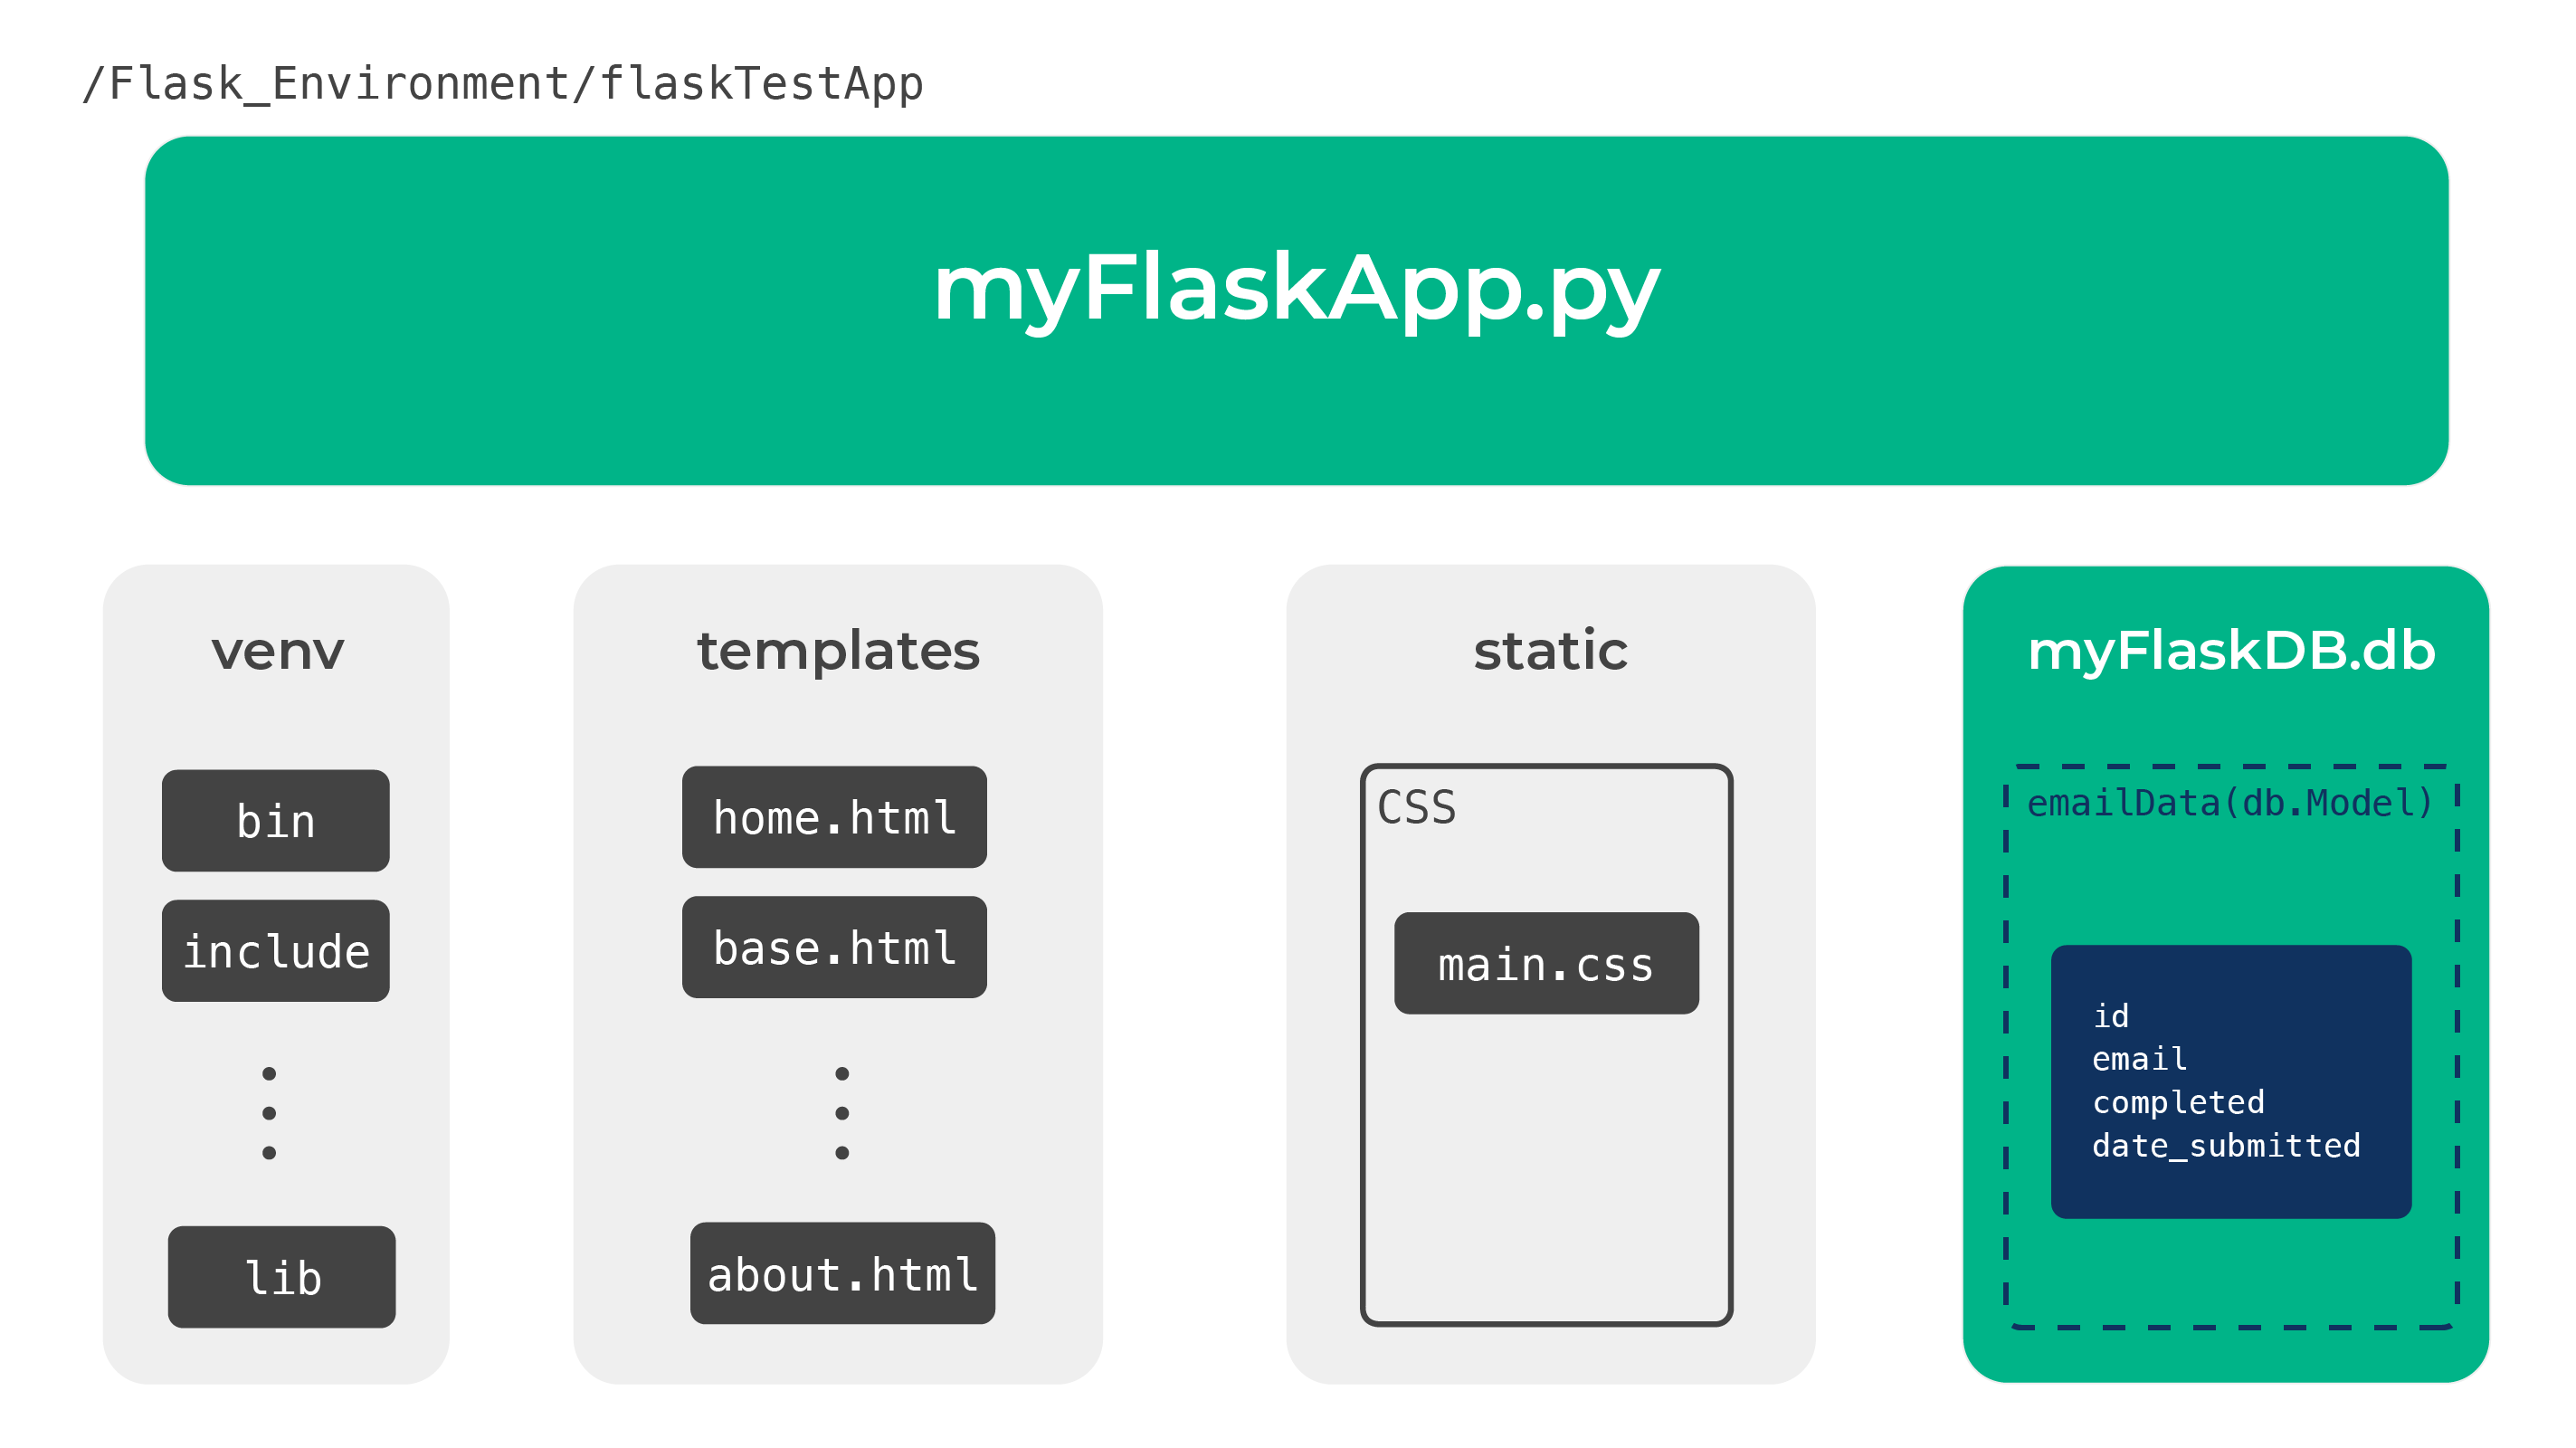 /Flask_Environment/flaskTestApp
myFlaskApp.py
venv
bin
include
lib
templates
home.html
base.html
about.html
static
CSS
main.css
myFlaskDB.db
emailData(db.Model)
id
email
completed
date_submitted